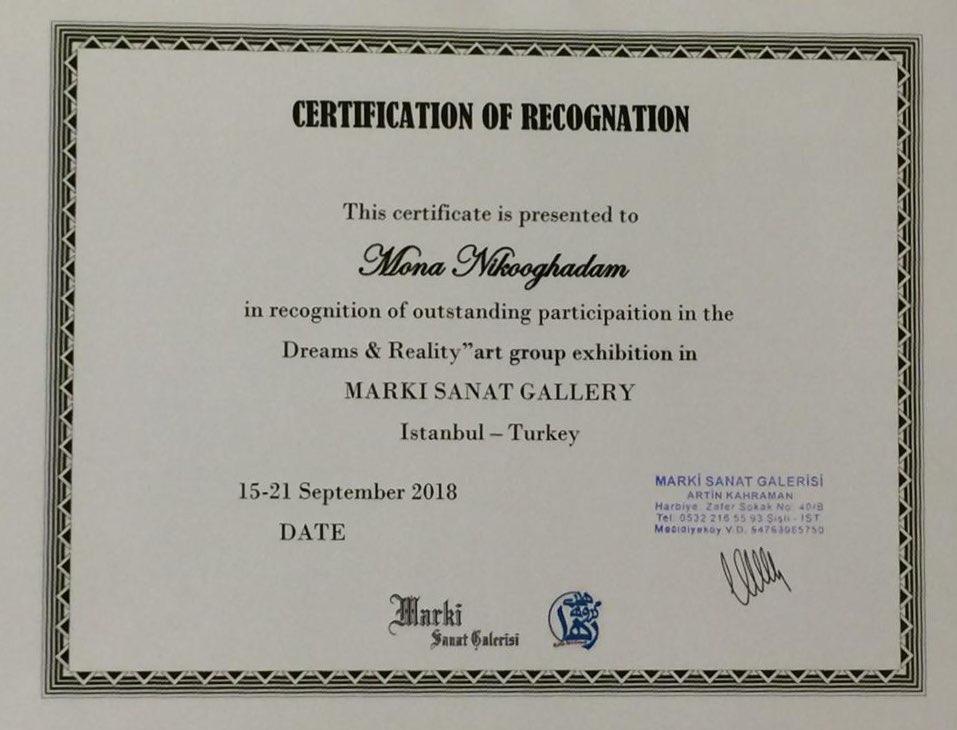 CERTIFICATION OF RECOGNATION
This certificate is presented to
Mona Nikooghadam
in recognition of outstanding participaition in the
Dreams & Reality”art group exhibition in
MARKI SANAT GALLERY
Istanbul – Turkey
15-21 September 2018
DATE
MARKİ SANAT GALERİSİ
ARTİN KAHRAMAN
Harbiye. Zafer Sokak No: 40/B
Tel: 0532 216 55 93 Şişli - İST.
Mecidiyeköy V.D.
Marki
Sanat Galerisi